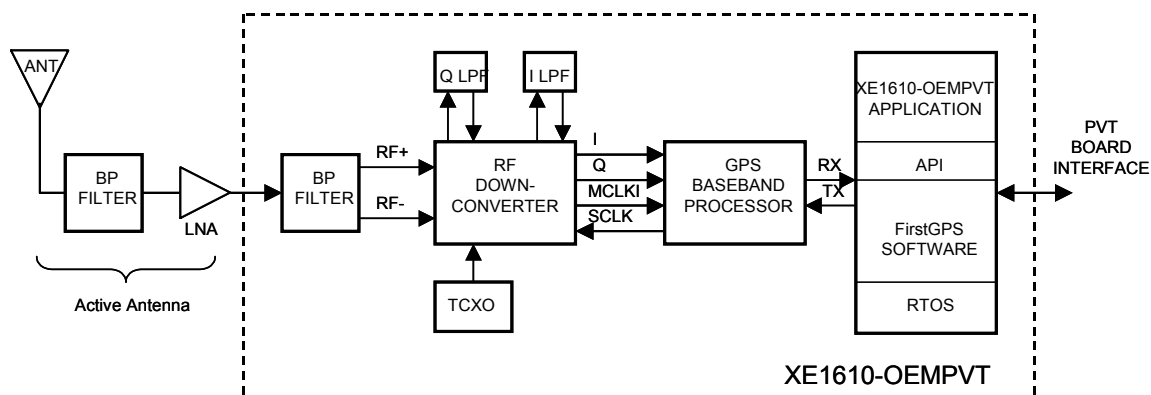 ANT
BP
FILTER
LNA
Active Antenna
BP
FILTER
RF+
RF-
Q LPF
I LPF
RF
DOWN-
CONVERTER
TCXO
I
Q
MCLKI
SCLK
GPS
BASEBAND
PROCESSOR
RX
TX
XE1610-OEMPVT
APPLICATION
API
FirstGPS
SOFTWARE
RTOS
PVT
BOARD
INTERFACE
XE1610-OEMPVT